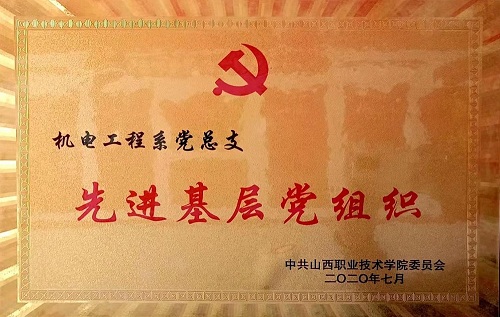 机电工程系党总支
先进基层党组织
中共山西职业技术学院委员会
二〇二〇年七月